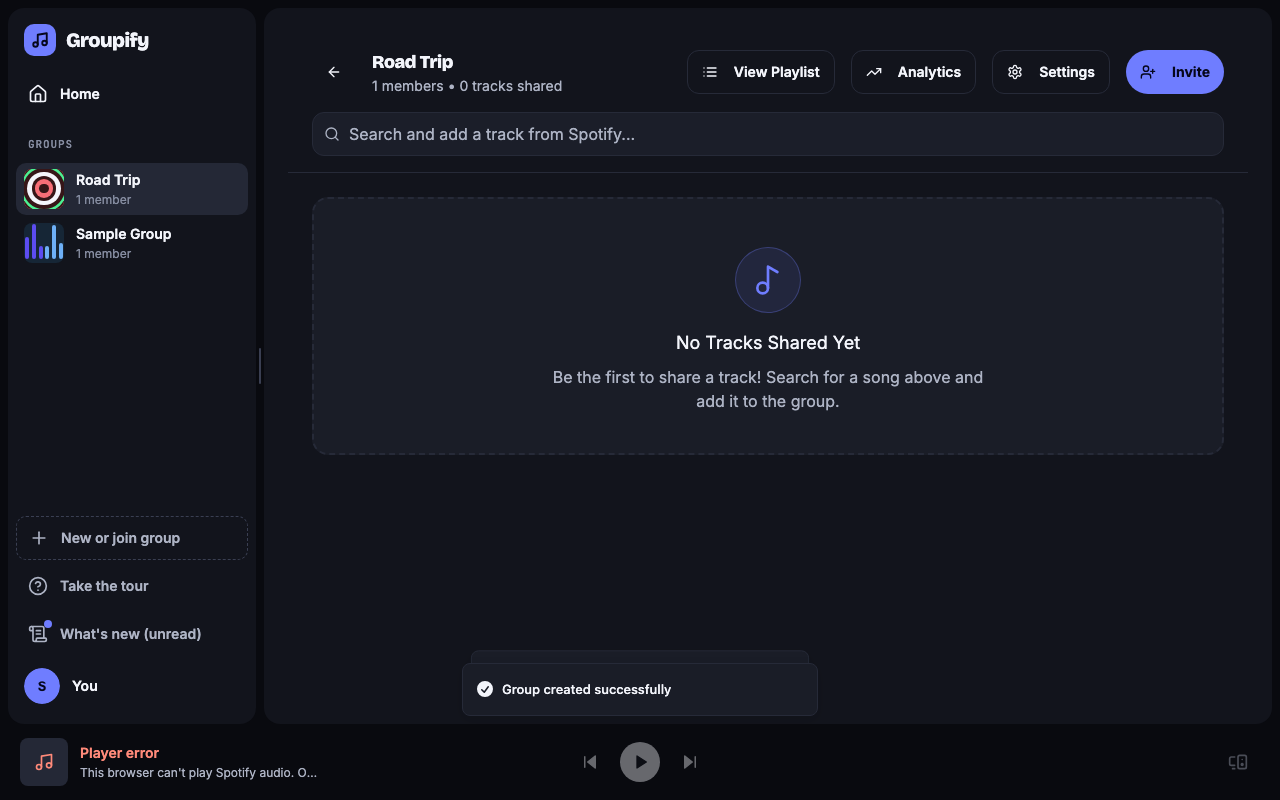 Groupify
Home
GROUPS
Road Trip
1 member
Sample Group
1 member
New or join group
Take the tour
What's new (unread)
S
You
Road Trip
1 members • 0 tracks shared
View Playlist
Analytics
Settings
Invite
Search and add a track from Spotify...
No Tracks Shared Yet
Be the first to share a track! Search for a song above and
add it to the group.
Group created successfully
Player error
This browser can't play Spotify audio. O...